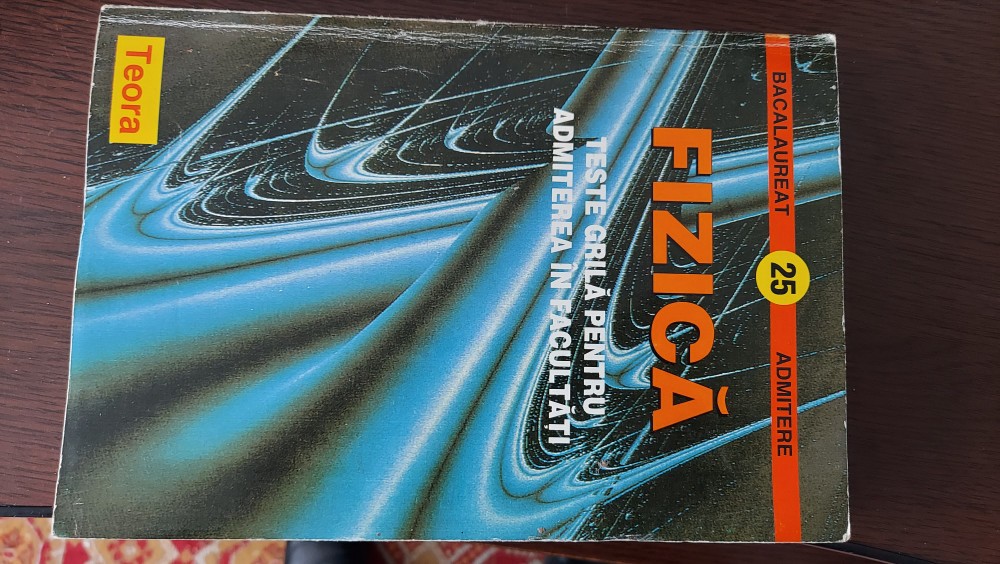 BACALAUREAT 25 ADMITERE
FIZICĂ
TESTE GRILĂ PENTRU
ADMITEREA ÎN FACULTĂȚI
Teora